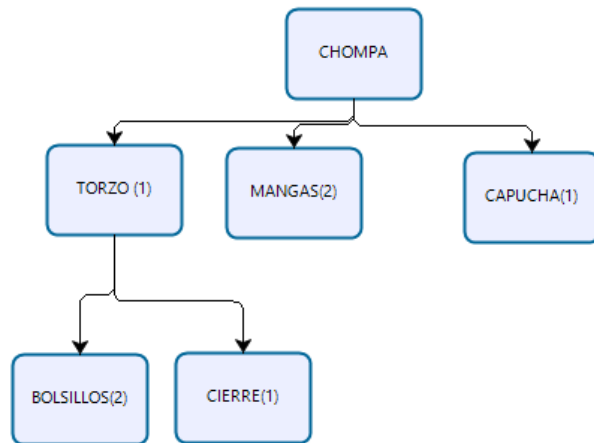 CHOMPA
TORZO (1)
MANGAS(2)
CAPUCHA(1)
BOLSILLOS(2)
CIERRE(1)